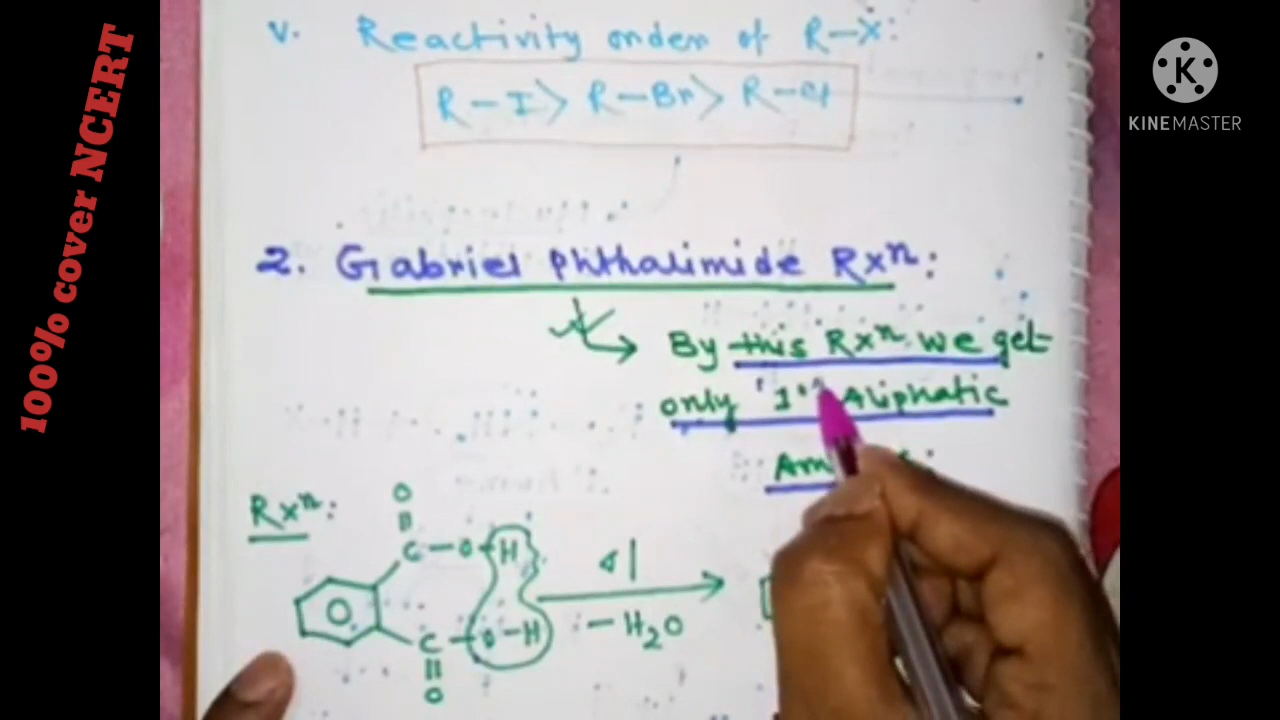 100% cover NCERT
KINEMASTER
V. Reactivity order of R-X:
R-I > R-Br > R-Cl
2. Gabriel Phthalimide Rxⁿ:
By this Rxⁿ we get
only '1°' Aliphatic
Rxⁿ:
O
C-O-H
Δ|
-H₂O
C-O-H
O